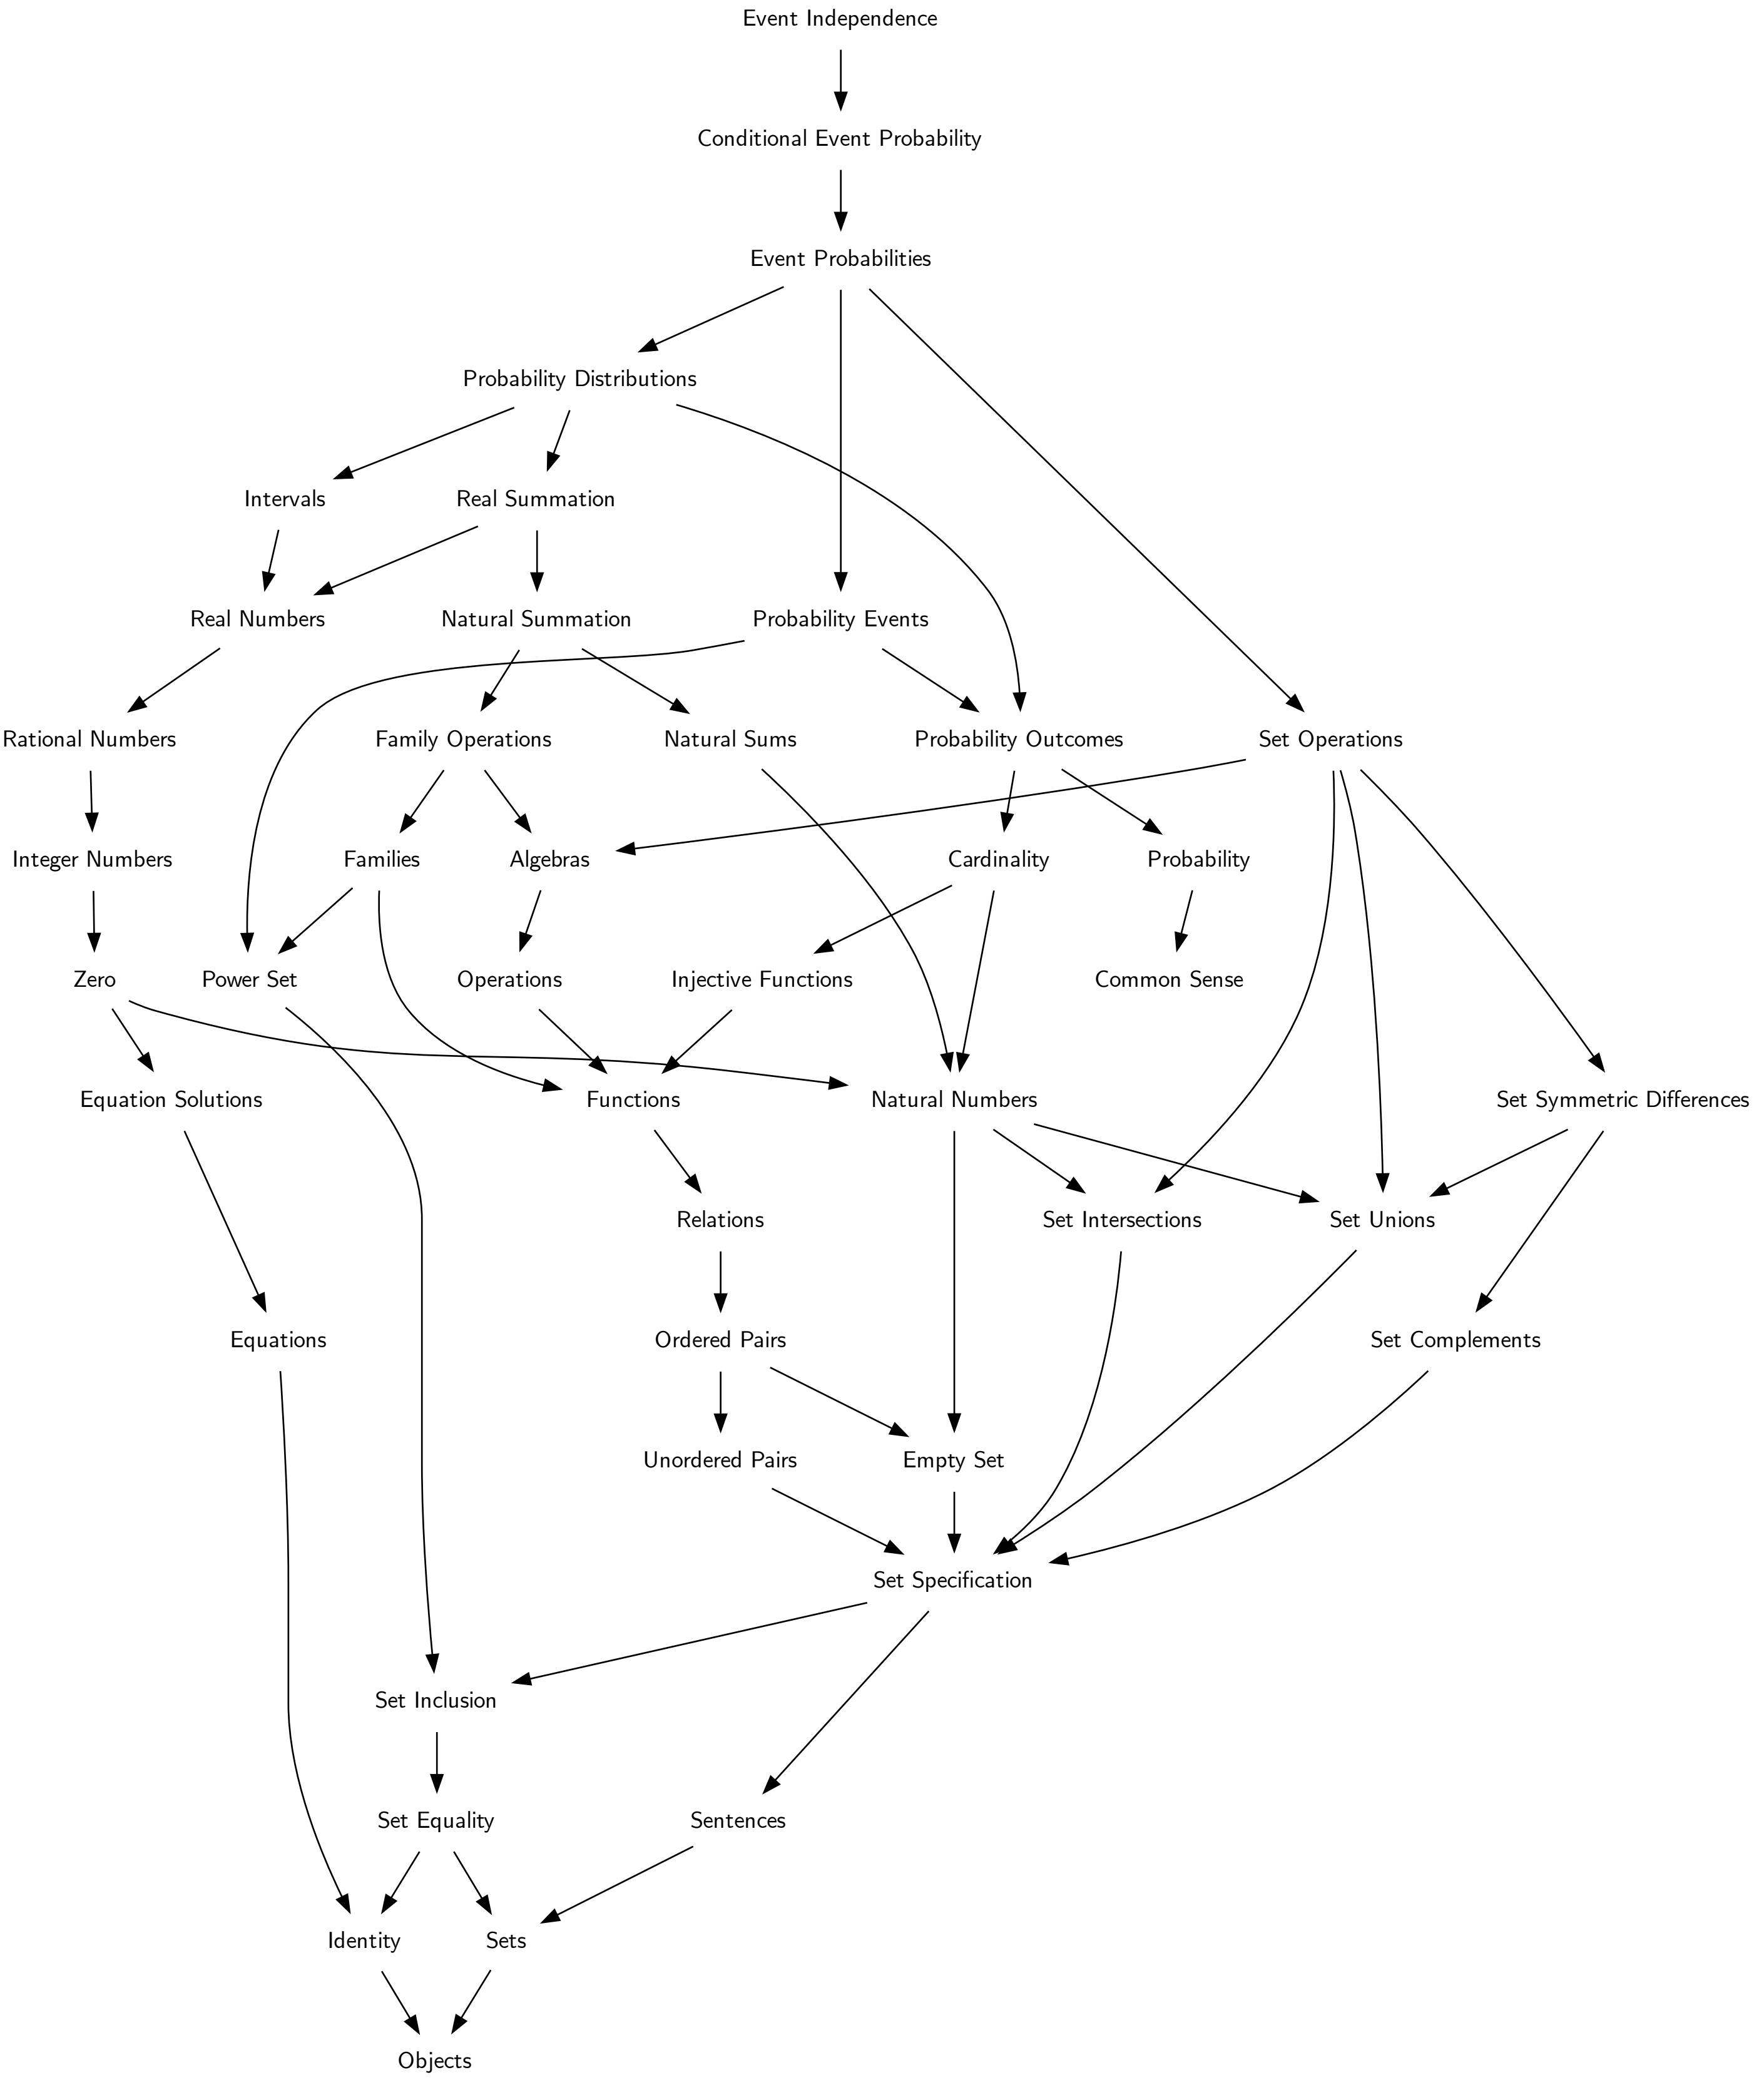 Event Independence
Conditional Event Probability
Event Probabilities
Probability Distributions
Intervals
Real Summation
Real Numbers
Natural Summation
Probability Events
Rational Numbers
Family Operations
Natural Sums
Probability Outcomes
Set Operations
Integer Numbers
Families
Algebras
Cardinality
Probability
Zero
Power Set
Operations
Injective Functions
Common Sense
Equation Solutions
Functions
Natural Numbers
Set Symmetric Differences
Relations
Set Intersections
Set Unions
Equations
Ordered Pairs
Set Complements
Unordered Pairs
Empty Set
Set Specification
Set Inclusion
Set Equality
Sentences
Identity
Sets
Objects